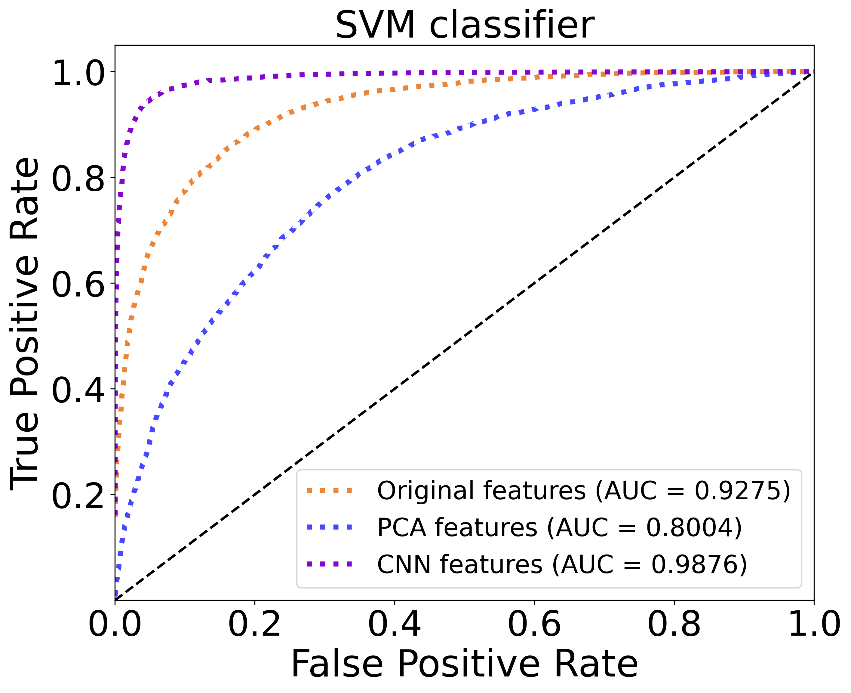 SVM classifier
True Positive Rate
1.0
0.8
0.6
0.4
0.2
Original features (AUC = 0.9275)
PCA features (AUC = 0.8004)
CNN features (AUC = 0.9876)
0.0 0.2 0.4 0.6 0.8 1.0
False Positive Rate